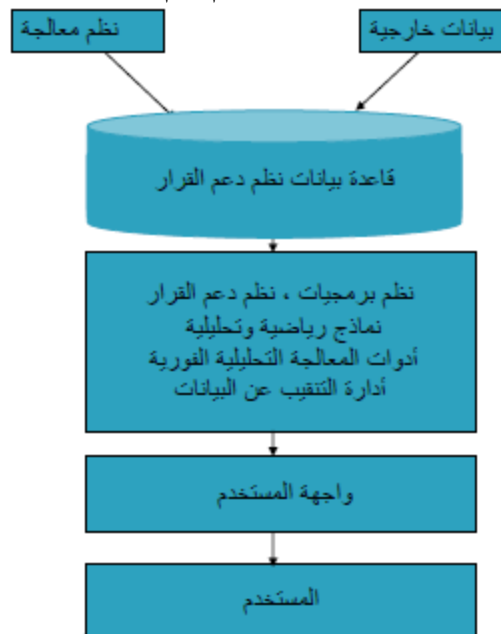 بيانات خارجية
نظم معالجة
قاعدة بيانات نظم دعم القرار
نظم برمجيات ، نظم دعم القرار
نماذج رياضية وتحليلية
أدوات المعالجة التحليلية الفورية
أدارة التنقيب عن البيانات
واجهة المستخدم
المستخدم